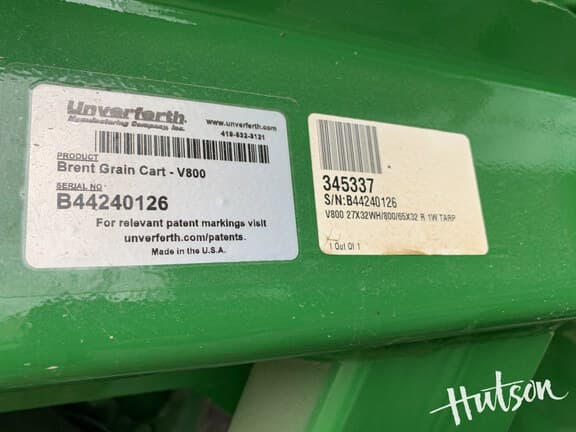 Unverferth
Manufacturing Company, Inc.
www.unverferth.com
419-532-3121
PRODUCT
Brent Grain Cart - V800
SERIAL NO
B44240126
For relevant patent markings visit
unverferth.com/patents.
Made in the U.S.A.
345337
S/N:B44240126
V800 27X32WH/800/65X32 R 1W TARP
1 Out Of 1
Hutson